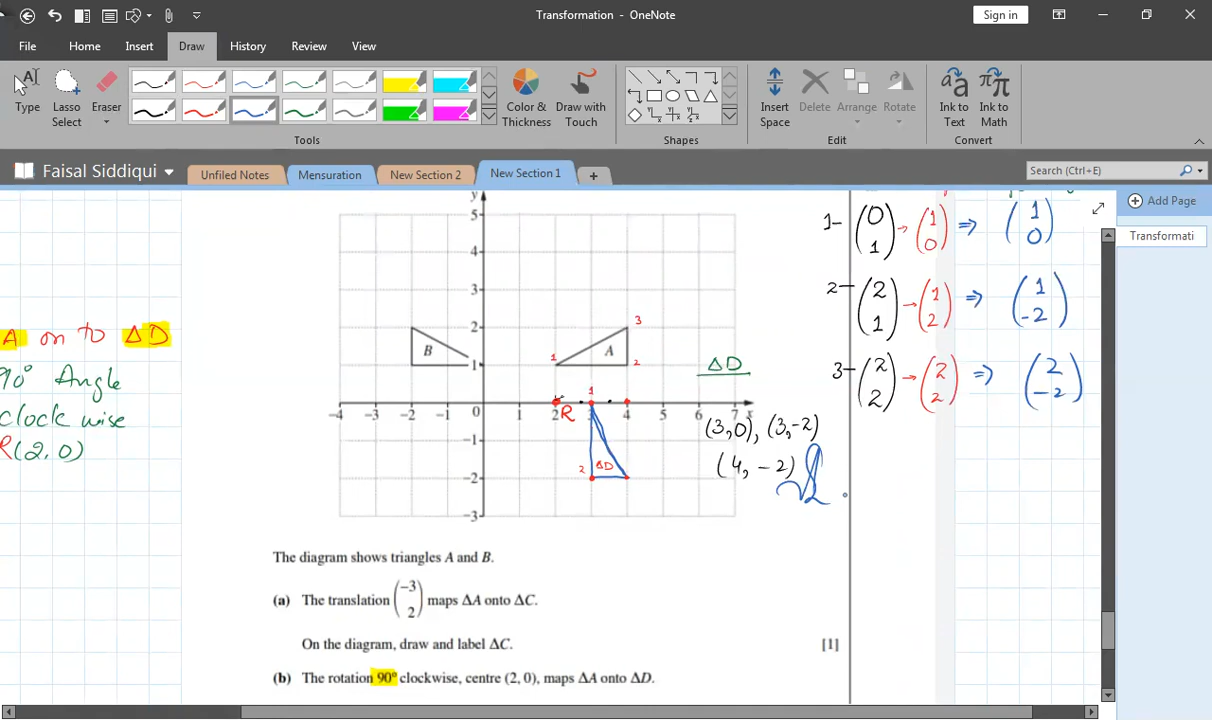 Transformation - OneNote
Sign in
File Home Insert Draw History Review View
Type
Lasso Select
Eraser
Color & Thickness
Draw with Touch
Insert Space
Delete
Arrange
Rotate
Ink to Text
Ink to Math
Tools
Shapes
Edit
Convert
Faisal Siddiqui
Unfiled Notes
Mensuration
New Section 2
New Section 1
Search (Ctrl+E)
Add Page
Transformati
A on to ΔD
90° Angle
clock wise
R(2,0)
y
5
4
3
2
1
0
-1
-2
-3
-4 -3 -2 -1 0 1 2 3 4 5 6 7 x
B
A
1
2
3
R
1
2
ΔD
ΔD
(3,0), (3,-2)
(4, -2)
1- (0 1) → (1 0) ⇒ (1 0)
2- (2 1) → (1 2) ⇒ (1 -2)
3- (2 2) → (2 2) ⇒ (2 -2)
The diagram shows triangles A and B.
(a) The translation (-3 2) maps ΔA onto ΔC.
On the diagram, draw and label ΔC. [1]
(b) The rotation 90° clockwise, centre (2, 0), maps ΔA onto ΔD.